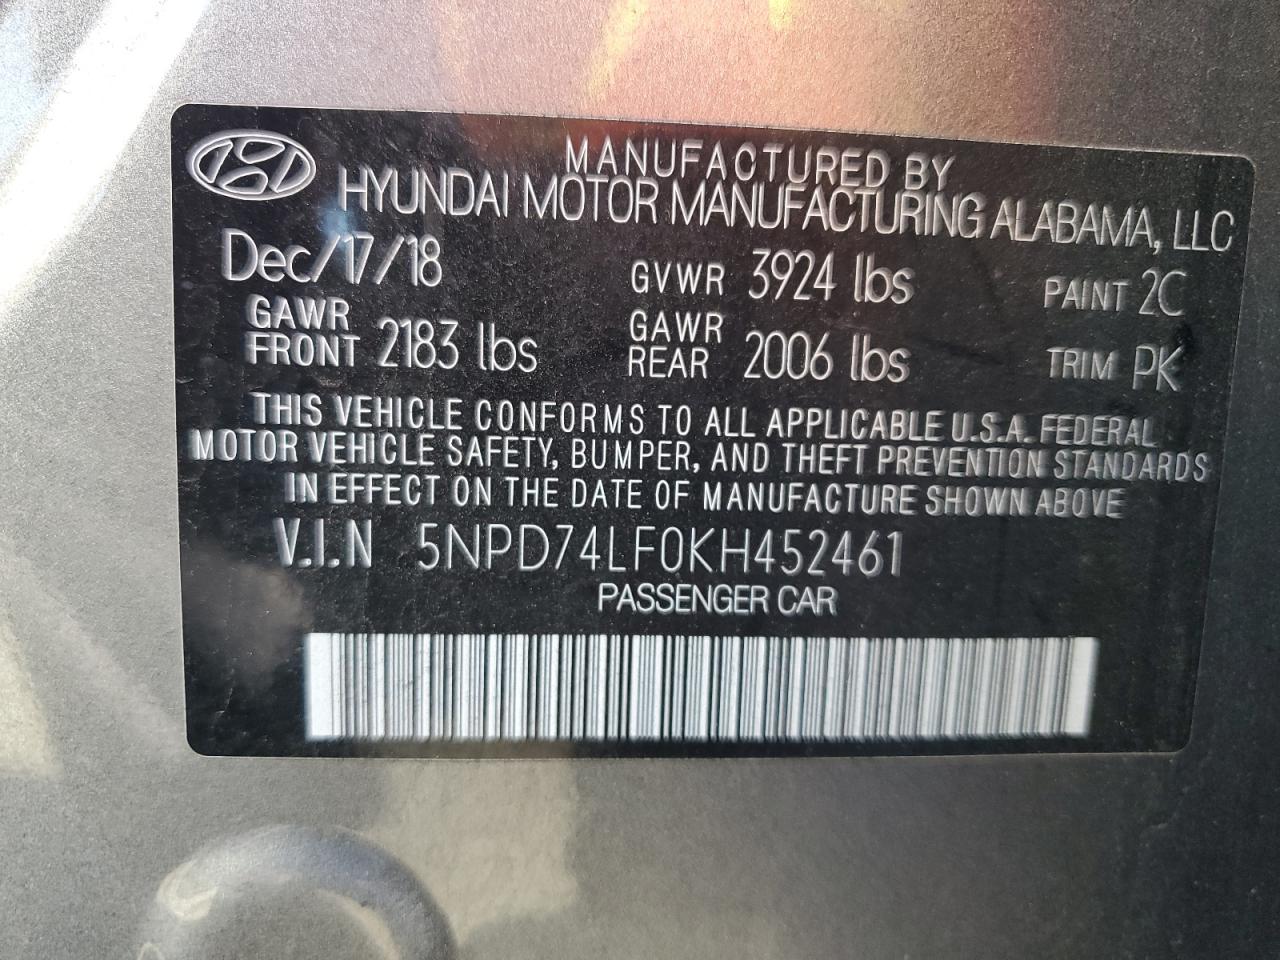 MANUFACTURED BY
HYUNDAI MOTOR MANUFACTURING ALABAMA, LLC
Dec/17/18 GVWR 3924 lbs PAINT 2C
GAWR FRONT 2183 lbs GAWR REAR 2006 lbs TRIM PK
THIS VEHICLE CONFORMS TO ALL APPLICABLE U.S.A. FEDERAL
MOTOR VEHICLE SAFETY, BUMPER, AND THEFT PREVENTION STANDARDS
IN EFFECT ON THE DATE OF MANUFACTURE SHOWN ABOVE
V.I.N 5NPD74LF0KH452461
PASSENGER CAR